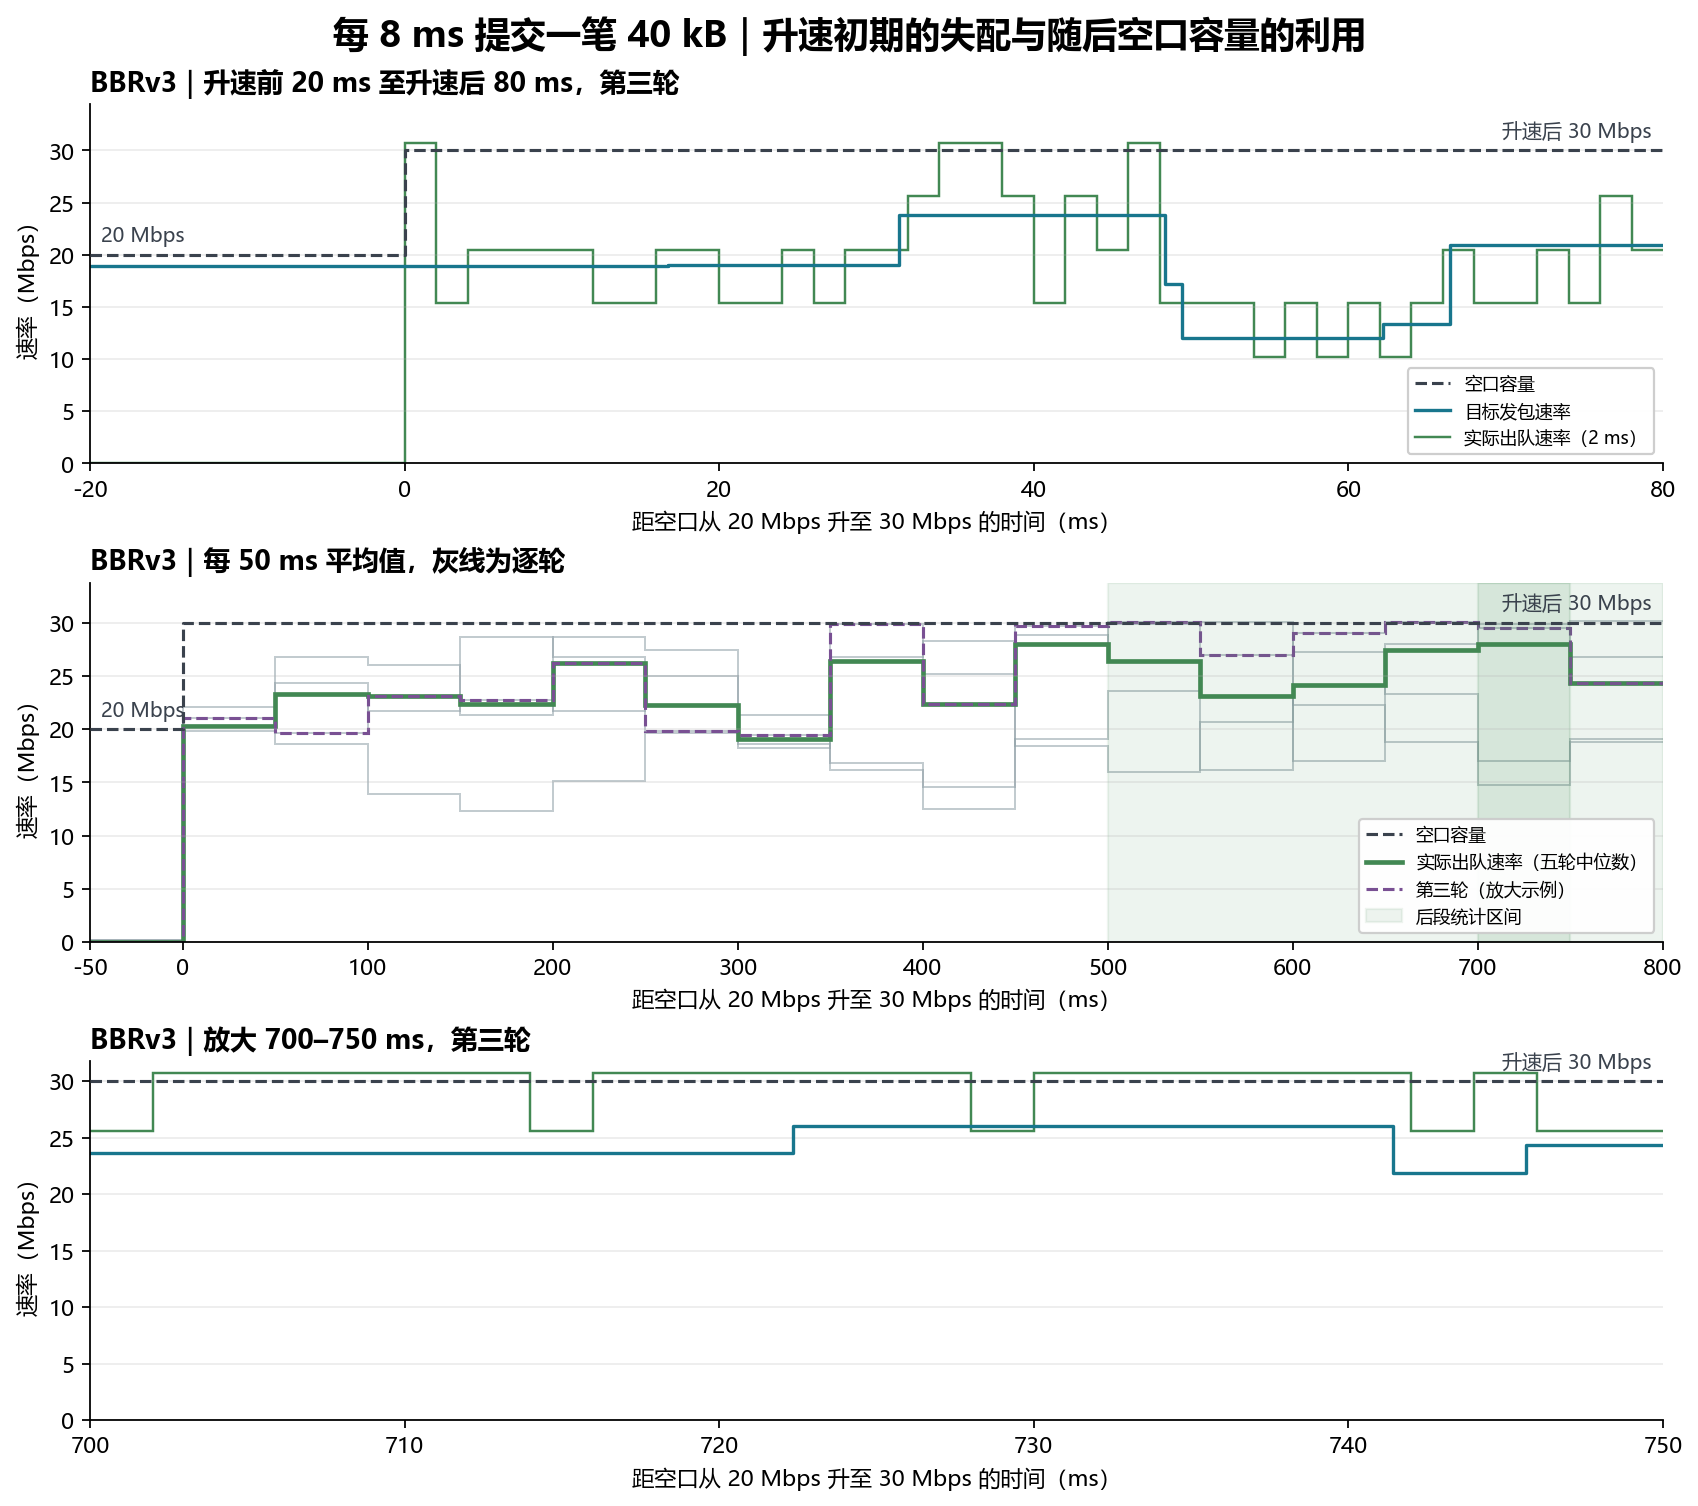 每 8 ms 提交一笔 40 kB｜升速初期的失配与随后空口容量的利用
BBRv3｜升速前 20 ms 至升速后 80 ms，第三轮
速率（Mbps）
30
25
20
15
10
5
0
20 Mbps
升速后 30 Mbps
空口容量
目标发包速率
实际出队速率（2 ms）
-20 0 20 40 60 80
距空口从 20 Mbps 升至 30 Mbps 的时间（ms）
BBRv3｜每 50 ms 平均值，灰线为逐轮
速率（Mbps）
30
25
20
15
10
5
0
20 Mbps
升速后 30 Mbps
空口容量
实际出队速率（五轮中位数）
第三轮（放大示例）
后段统计区间
-50 0 100 200 300 400 500 600 700 800
距空口从 20 Mbps 升至 30 Mbps 的时间（ms）
BBRv3｜放大 700–750 ms，第三轮
速率（Mbps）
30
25
20
15
10
5
0
升速后 30 Mbps
700 710 720 730 740 750
距空口从 20 Mbps 升至 30 Mbps 的时间（ms）